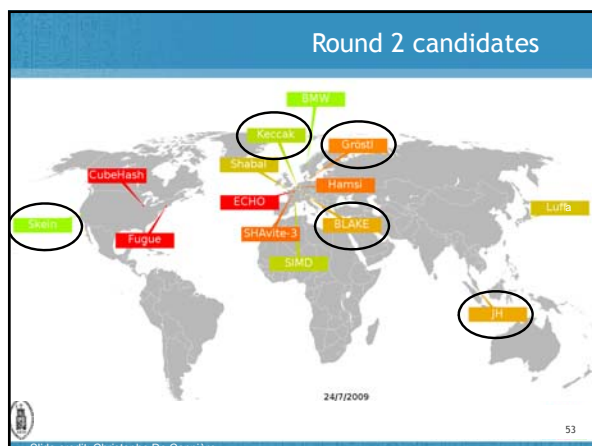 Round 2 candidates
BMW
Keccak
Grøstl
Shabal
CubeHash
Hamsi
ECHO
Luffa
Skein
BLAKE
SHAvite-3
Fugue
SIMD
JH
24/7/2009
53